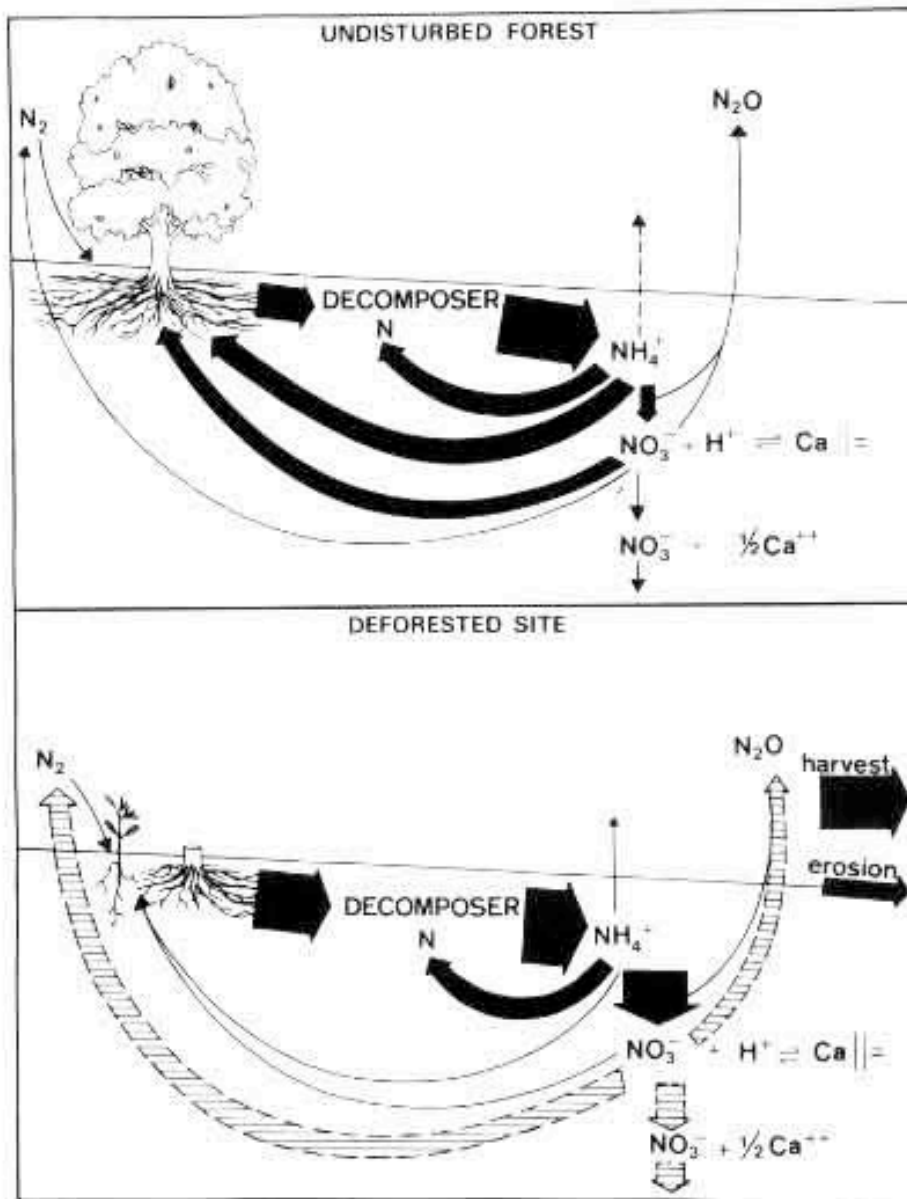 UNDISTURBED FOREST
N₂
N₂O
DECOMPOSER
N
NH₄⁺
NO₃⁻ + H⁺ ⇌ Ca ||=
NO₃⁻ + ½Ca⁺⁺
DEFORESTED SITE
N₂
N₂O
harvest
erosion
DECOMPOSER
N
NH₄⁺
NO₃⁻ + H⁺ ⇌ Ca ||=
NO₃⁻ + ½Ca⁺⁺